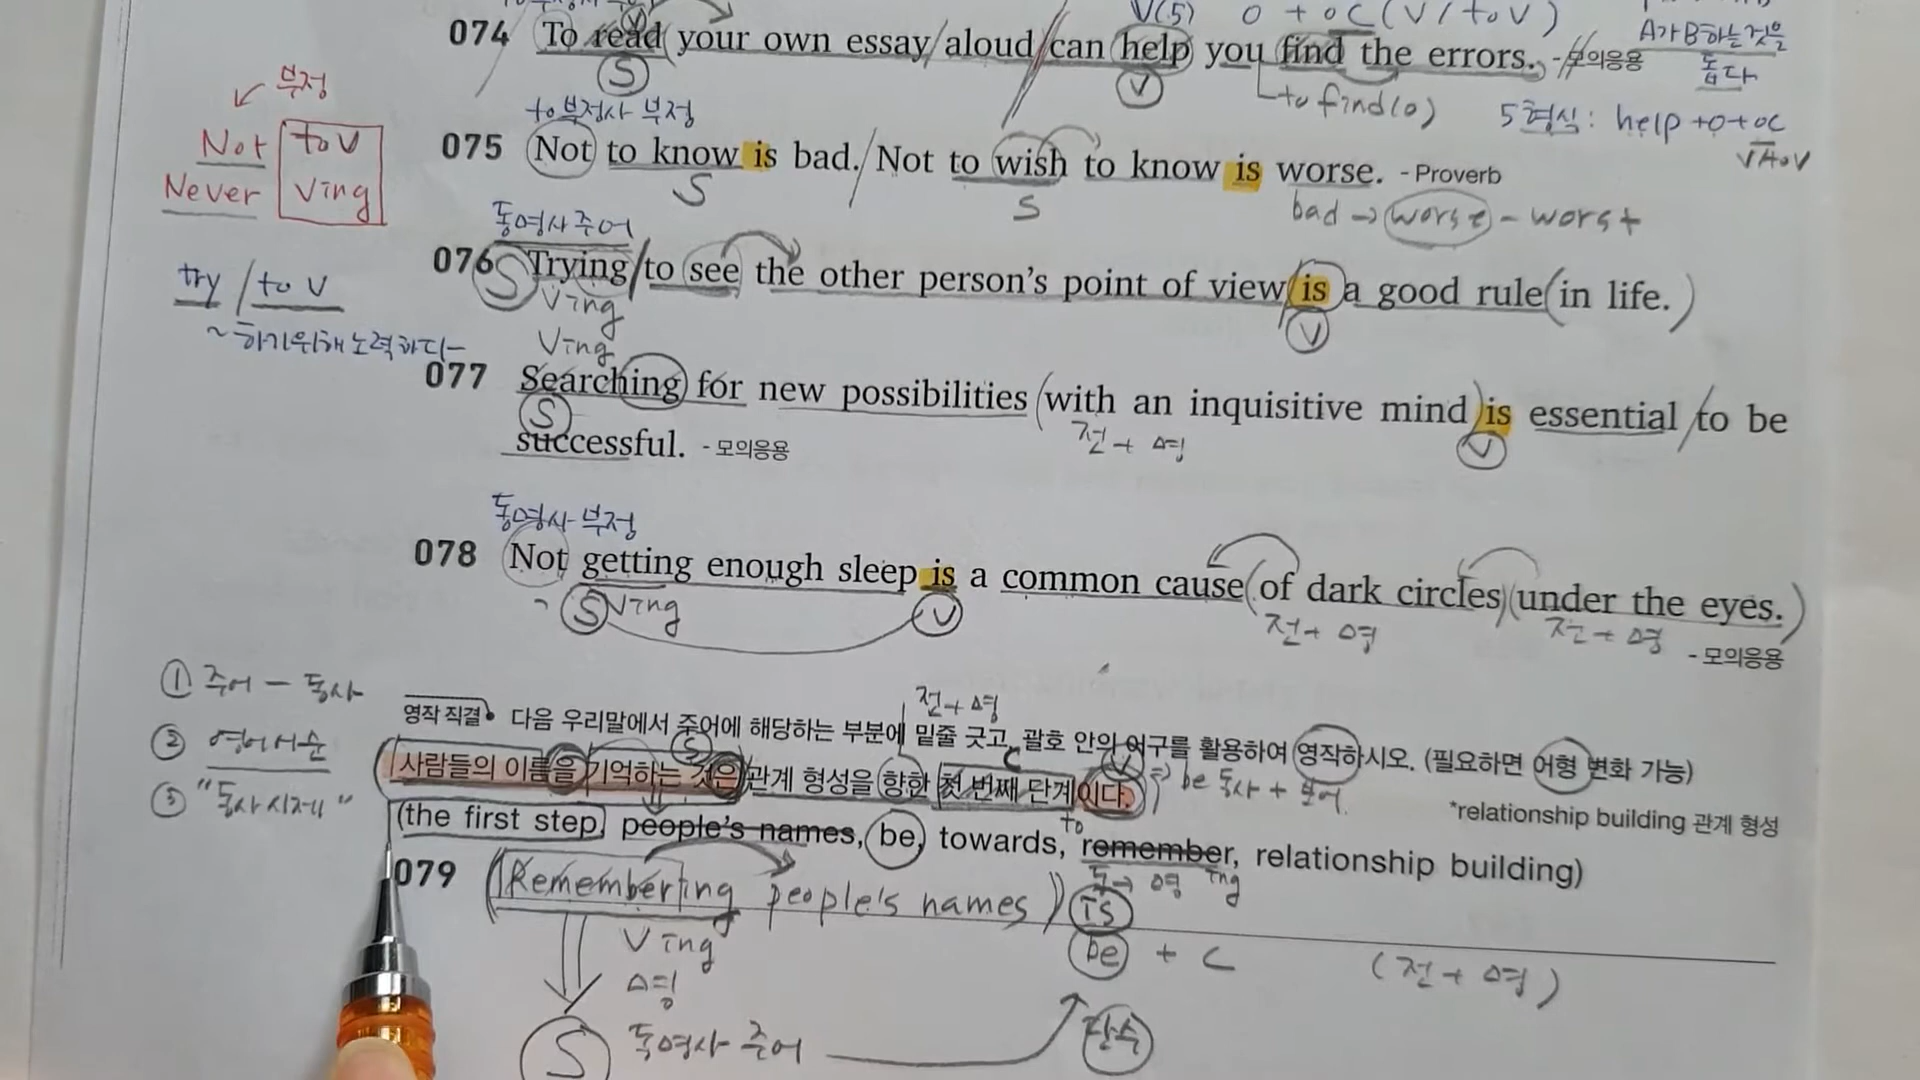 V(5) O + OC (V/to V)
074 To read your own essay/aloud/can help you find the errors. - 모의응용
A가 B하는 것을
돕다
부정
S
V
to find(o)
5형식: help+o+oc
to부정사 부정
Not to V
Never Ving
075 Not to know is bad./Not to wish to know is worse. - Proverb
S
S
bad → worse - worst
동명사주어
076 Trying/to see the other person's point of view/is a good rule(in life.)
S
Ving
V
try / to V
~하기위해 노력하다
Ving
077 Searching for new possibilities (with an inquisitive mind) is essential/to be
S
전+명
V
successful. - 모의응용
동명사 부정
078 Not getting enough sleep is a common cause(of dark circles)(under the eyes.)
S Ving
V
전+명
전+명
- 모의응용
① 주어 - 동사
② 영어어순
③ "동사시제"
전+명
영작 직결 다음 우리말에서 주어에 해당하는 부분에 밑줄 긋고, 괄호 안의 어구를 활용하여 영작하시오. (필요하면 어형 변화 가능)
S
C
V
사람들의 이름을 기억하는 것은 관계 형성을 향한 첫 번째 단계이다.
be 동사 + 보어
*relationship building 관계 형성
to
(the first step, people's names, be, towards, remember, relationship building)
동→명 ing
079 Remembering people's names is
Ving
be + C
(전+명)
명
S 동명사 주어
단수